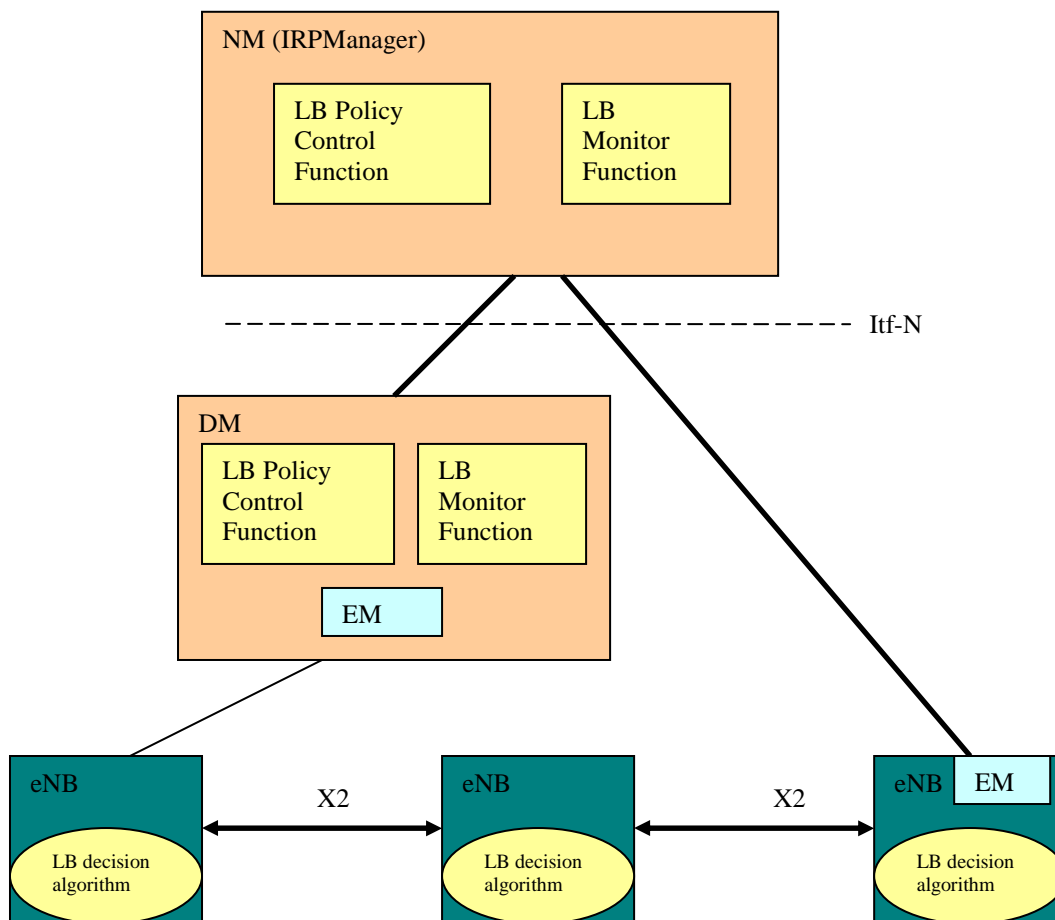 NM (IRPManager)
LB Policy
Control
Function
LB
Monitor
Function
Itf-N
DM
LB Policy
Control
Function
LB
Monitor
Function
EM
eNB
X2
eNB
X2
eNB
EM
LB decision
algorithm
LB decision
algorithm
LB decision
algorithm